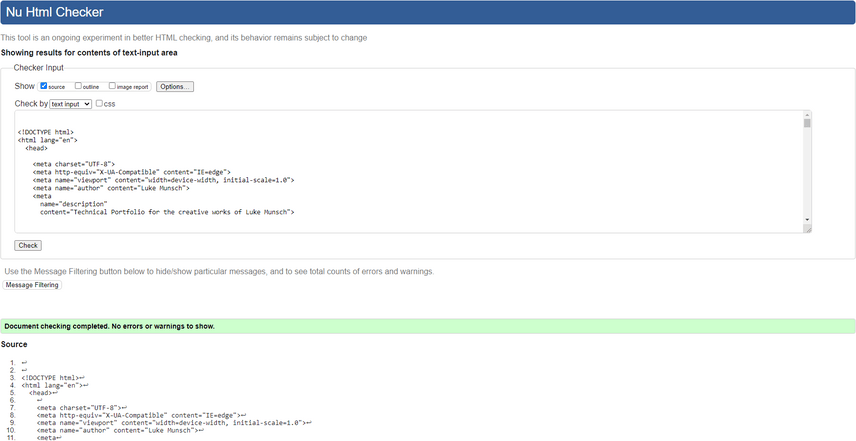 Nu Html Checker
This tool is an ongoing experiment in better HTML checking, and its behavior remains subject to change
Showing results for contents of text-input area
Checker Input
Show source outline image report Options...
Check by text input css
<!DOCTYPE html>
<html lang="en">
<head>
<meta charset="UTF-8">
<meta http-equiv="X-UA-Compatible" content="IE=edge">
<meta name="viewport" content="width=device-width, initial-scale=1.0">
<meta name="author" content="Luke Munsch">
<meta
name="description"
content="Technical Portfolio for the creative works of Luke Munsch">
Check
Use the Message Filtering button below to hide/show particular messages, and to see total counts of errors and warnings.
Message Filtering
Document checking completed. No errors or warnings to show.
Source
1. ↩
2. ↩
3. <!DOCTYPE html>↩
4. <html lang="en">↩
5. <head>↩
6. ↩
7. <meta charset="UTF-8">↩
8. <meta http-equiv="X-UA-Compatible" content="IE=edge">↩
9. <meta name="viewport" content="width=device-width, initial-scale=1.0">↩
10. <meta name="author" content="Luke Munsch">↩
11. <meta↩